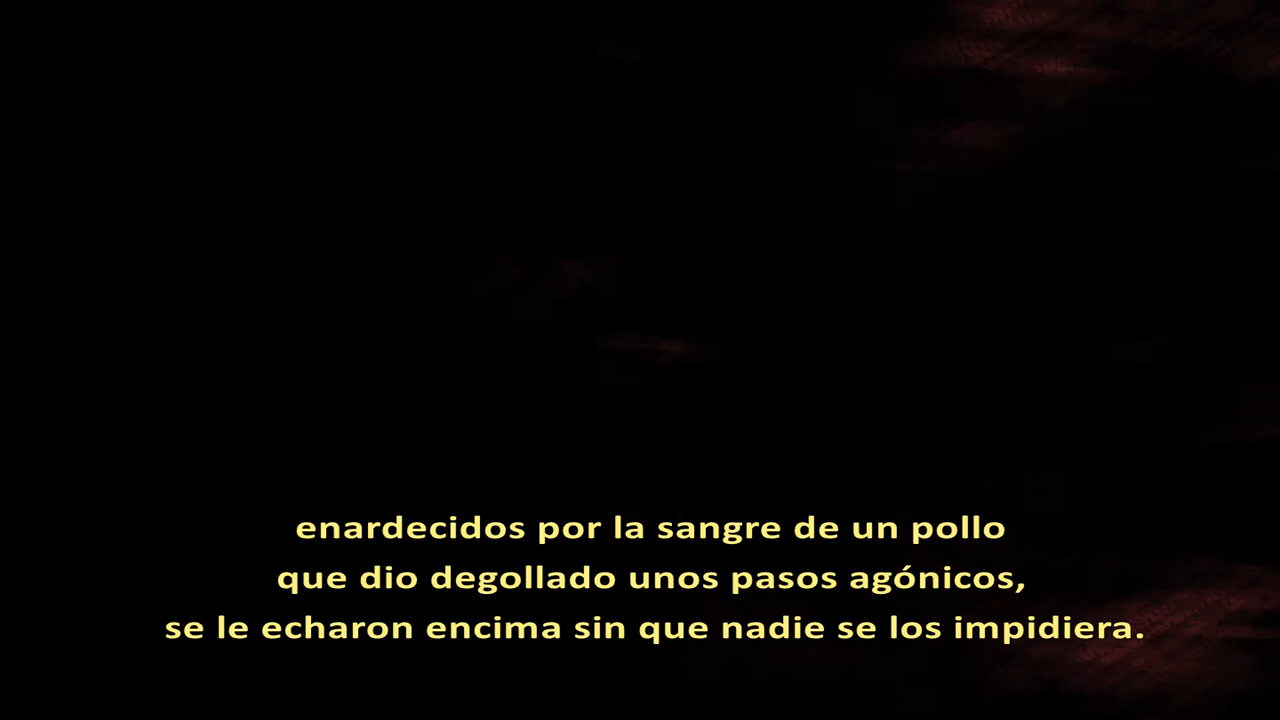 enardecidos por la sangre de un pollo
que dio degollado unos pasos agónicos,
se le echaron encima sin que nadie se los impidiera.